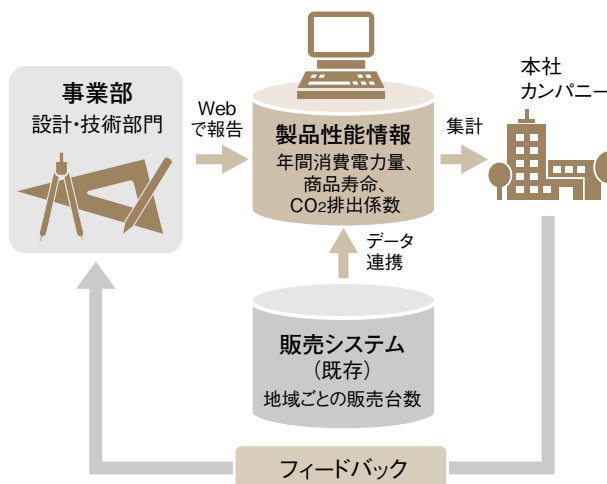 事業部
設計・技術部門
Web
で報告
製品性能情報
年間消費電力量、
商品寿命、
CO₂排出係数
集計
本社
カンパニー
データ
連携
販売システム
(既存)
地域ごとの販売台数
フィードバック